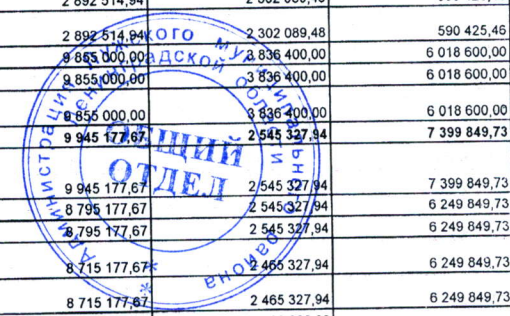 2 892 514,94 2 302 089,48 590 425,46
9 855 000,00 3 836 400,00 6 018 600,00
9 855 000,00 3 836 400,00 6 018 600,00
9 855 000,00 3 836 400,00 6 018 600,00
9 945 177,67 2 545 327,94 7 399 849,73
9 945 177,67 2 545 327,94 7 399 849,73
8 795 177,67 2 545 327,94 6 249 849,73
8 795 177,67 2 545 327,94 6 249 849,73
8 715 177,67 2 465 327,94 6 249 849,73
8 715 177,67 2 465 327,94 6 249 849,73
Администрация Лужского муниципального района
Ленинградской области
ОБЩИЙ
ОТДЕЛ